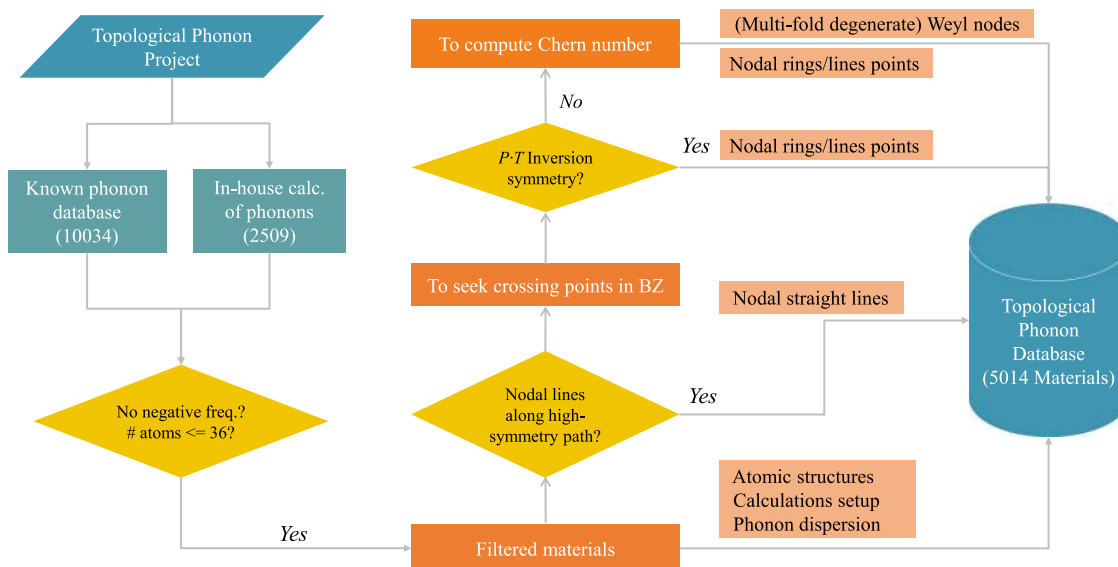 Topological Phonon
Project
Known phonon
database
(10034)
In-house calc.
of phonons
(2509)
No negative freq.?
# atoms <= 36?
Yes
Filtered materials
Atomic structures
Calculations setup
Phonon dispersion
Nodal lines
along high-
symmetry path?
Yes
Nodal straight lines
To seek crossing points in BZ
P·T Inversion
symmetry?
Yes
Nodal rings/lines points
No
To compute Chern number
(Multi-fold degenerate) Weyl nodes
Nodal rings/lines points
Topological
Phonon
Database
(5014 Materials)